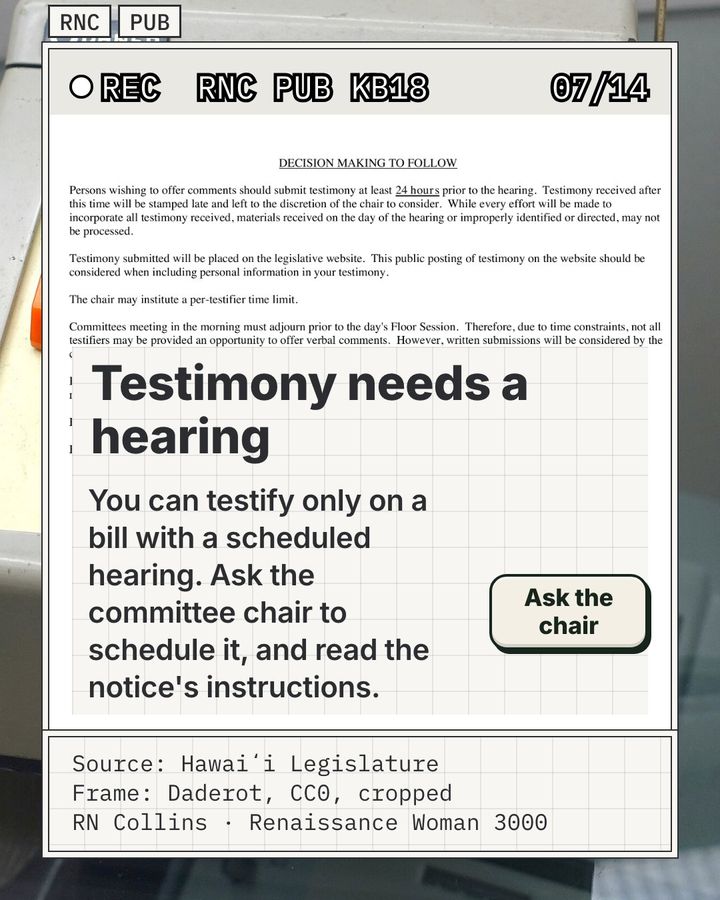 RNC PUB
REC RNC PUB KB18 07/14
DECISION MAKING TO FOLLOW
Persons wishing to offer comments should submit testimony at least 24 hours prior to the hearing. Testimony received after
this time will be stamped late and left to the discretion of the chair to consider. While every effort will be made to
incorporate all testimony received, materials received on the day of the hearing or improperly identified or directed, may not
be processed.
Testimony submitted will be placed on the legislative website. This public posting of testimony on the website should be
considered when including personal information in your testimony.
The chair may institute a per-testifier time limit.
Committees meeting in the morning must adjourn prior to the day's Floor Session. Therefore, due to time constraints, not all
testifiers may be provided an opportunity to offer verbal comments. However, written submissions will be considered by the
Testimony needs a
hearing
You can testify only on a
bill with a scheduled
hearing. Ask the
committee chair to
schedule it, and read the
notice's instructions.
Ask the
chair
Source: Hawaiʻi Legislature
Frame: Daderot, CC0, cropped
RN Collins · Renaissance Woman 3000